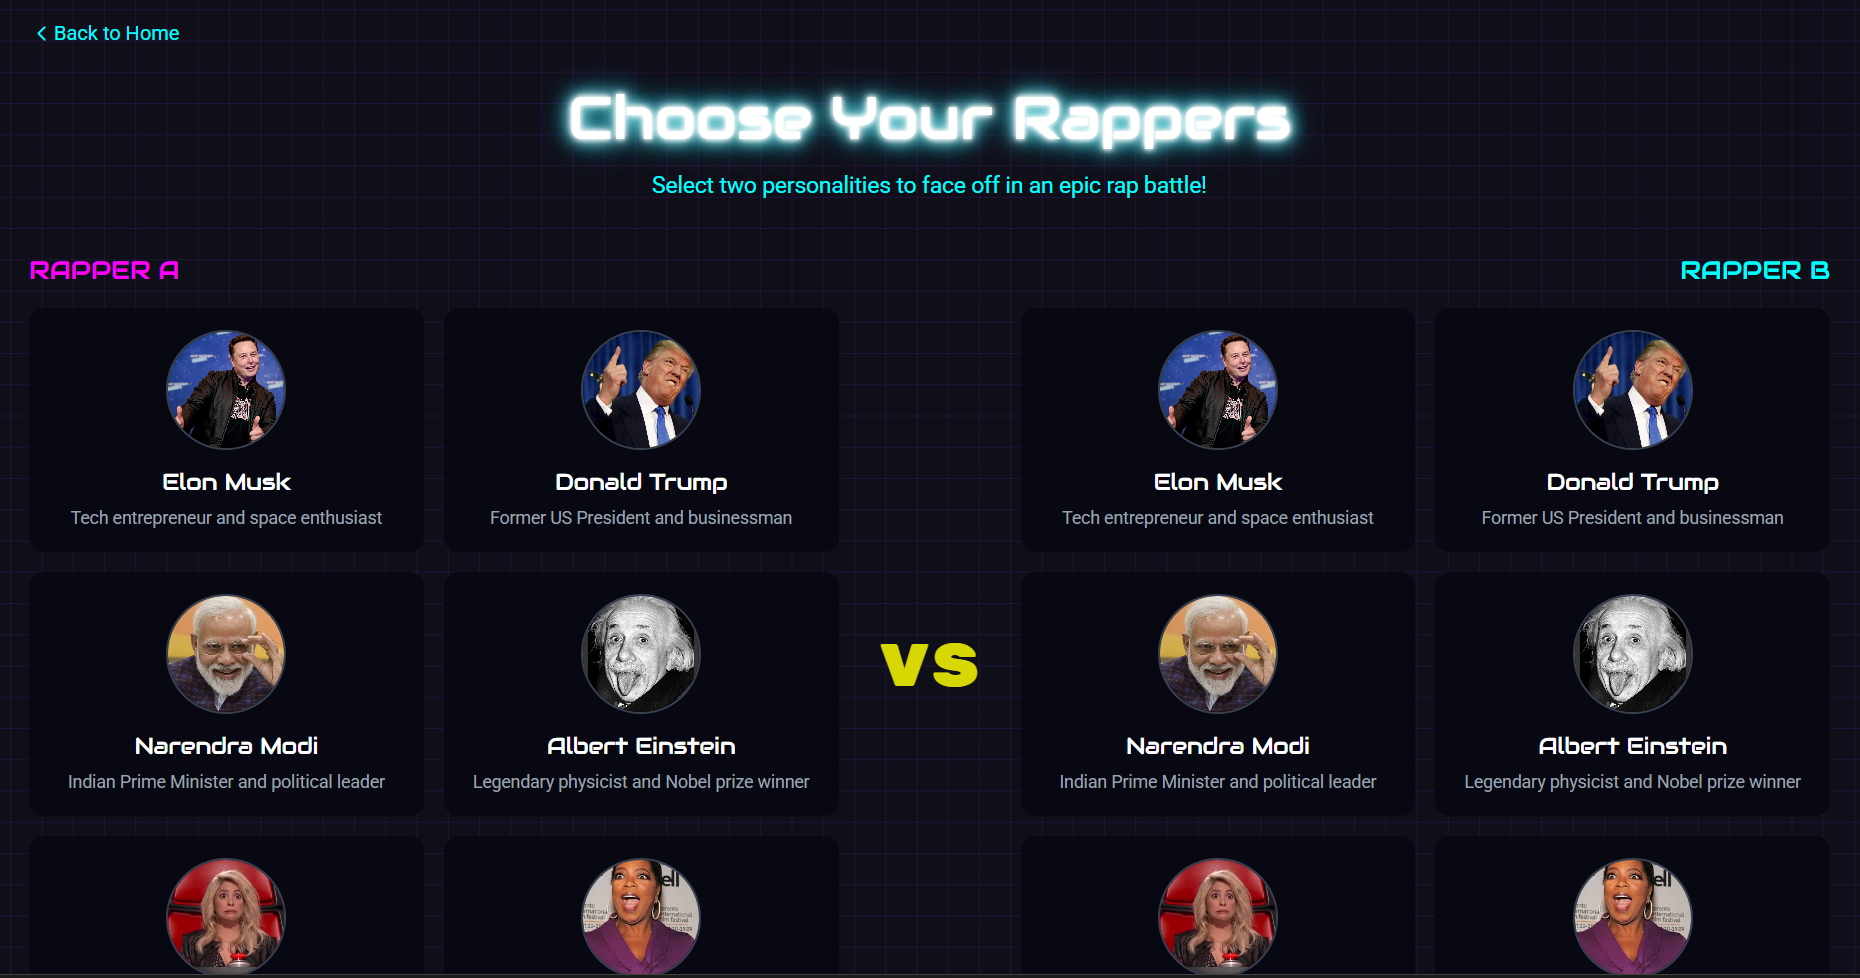 Back to Home
Choose Your Rappers
Select two personalities to face off in an epic rap battle!
RAPPER A
RAPPER B
Elon Musk
Tech entrepreneur and space enthusiast
Donald Trump
Former US President and businessman
Elon Musk
Tech entrepreneur and space enthusiast
Donald Trump
Former US President and businessman
Narendra Modi
Indian Prime Minister and political leader
Albert Einstein
Legendary physicist and Nobel prize winner
VS
Narendra Modi
Indian Prime Minister and political leader
Albert Einstein
Legendary physicist and Nobel prize winner
ell
ell